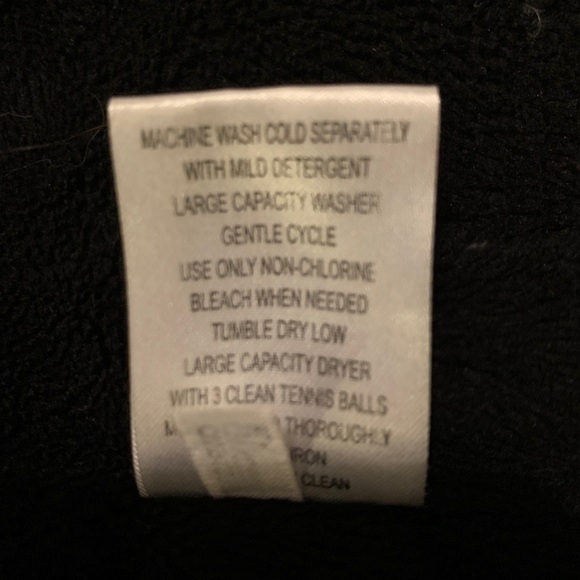 MACHINE WASH COLD SEPARATELY
WITH MILD DETERGENT
LARGE CAPACITY WASHER
GENTLE CYCLE
USE ONLY NON-CHLORINE
BLEACH WHEN NEEDED
TUMBLE DRY LOW
LARGE CAPACITY DRYER
WITH 3 CLEAN TENNIS BALLS
THOROUGHLY
IRON
CLEAN